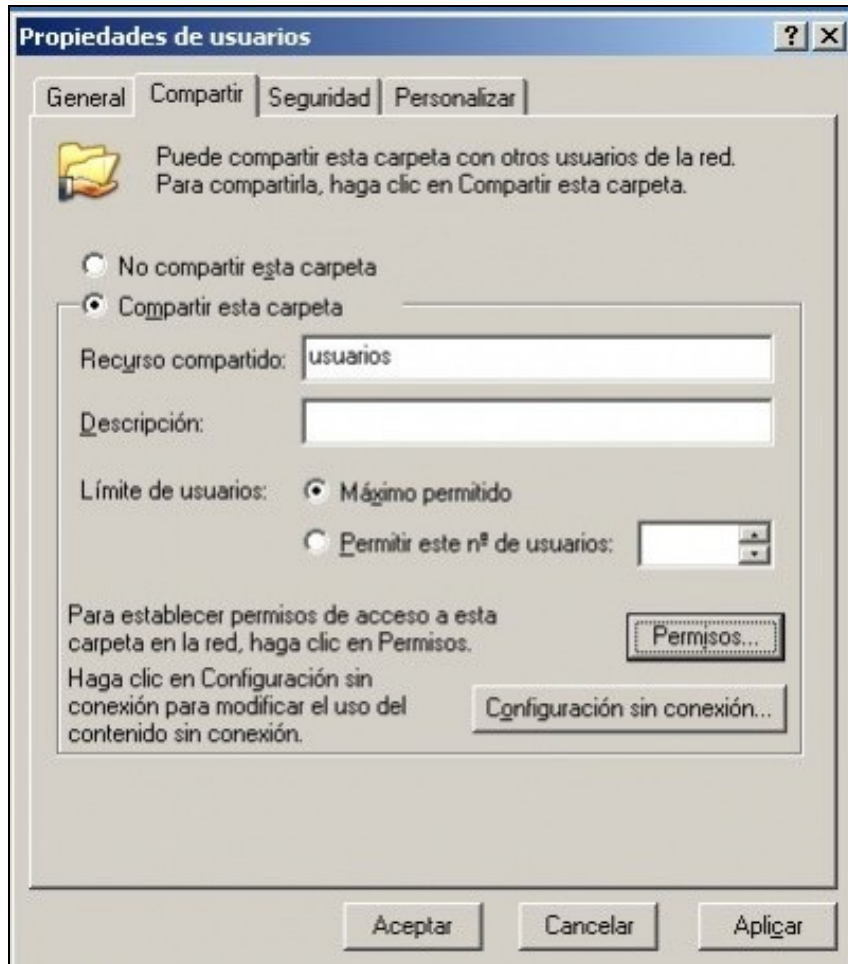 Propiedades de usuarios
General Compartir Seguridad Personalizar
Puede compartir esta carpeta con otros usuarios de la red.
Para compartirla, haga clic en Compartir esta carpeta.
No compartir esta carpeta
Compartir esta carpeta
Recurso compartido: usuarios
Descripción:
Límite de usuarios: Máximo permitido
Permitir este nº de usuarios:
Para establecer permisos de acceso a esta
carpeta en la red, haga clic en Permisos.
Permisos...
Haga clic en Configuración sin
conexión para modificar el uso del
contenido sin conexión.
Configuración sin conexión...
Aceptar Cancelar Aplicar